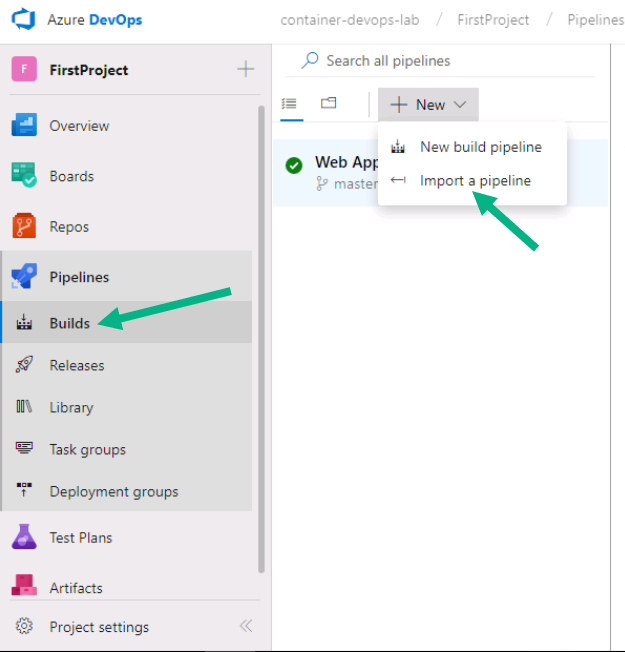 Azure DevOps
container-devops-lab / FirstProject / Pipelines
F FirstProject
Overview
Boards
Repos
Pipelines
Builds
Releases
Library
Task groups
Deployment groups
Test Plans
Artifacts
Project settings
Search all pipelines
New
New build pipeline
Import a pipeline
Web App
master